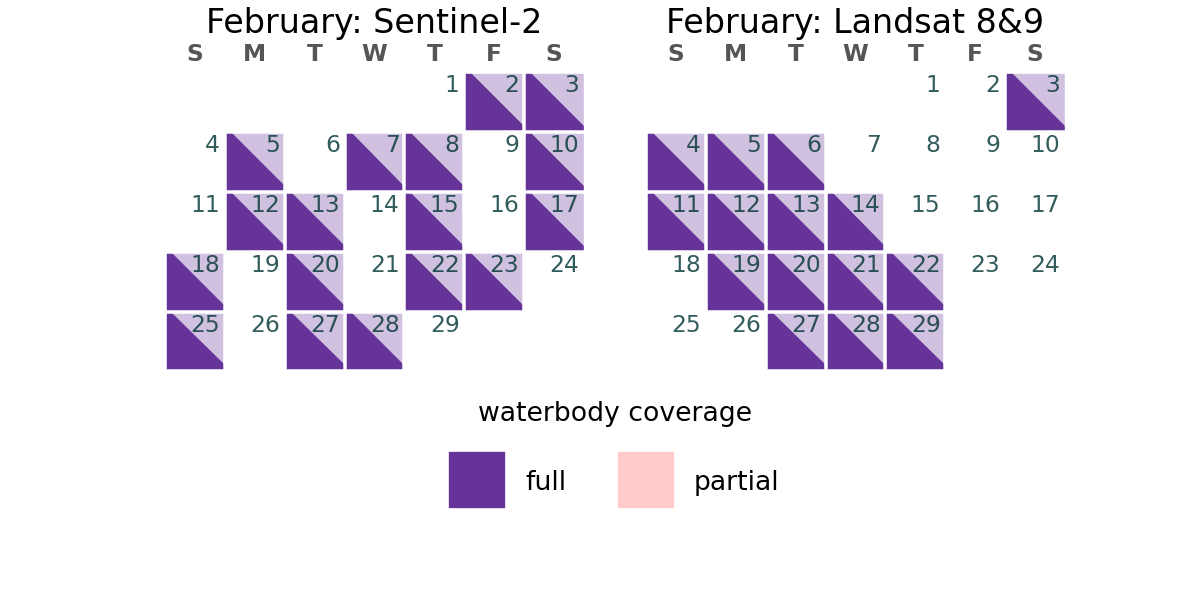 February: Sentinel-2
S M T W T F S
1 2 3
4 5 6 7 8 9 10
11 12 13 14 15 16 17
18 19 20 21 22 23 24
25 26 27 28 29
February: Landsat 8&9
S M T W T F S
1 2 3
4 5 6 7 8 9 10
11 12 13 14 15 16 17
18 19 20 21 22 23 24
25 26 27 28 29
waterbody coverage
full partial